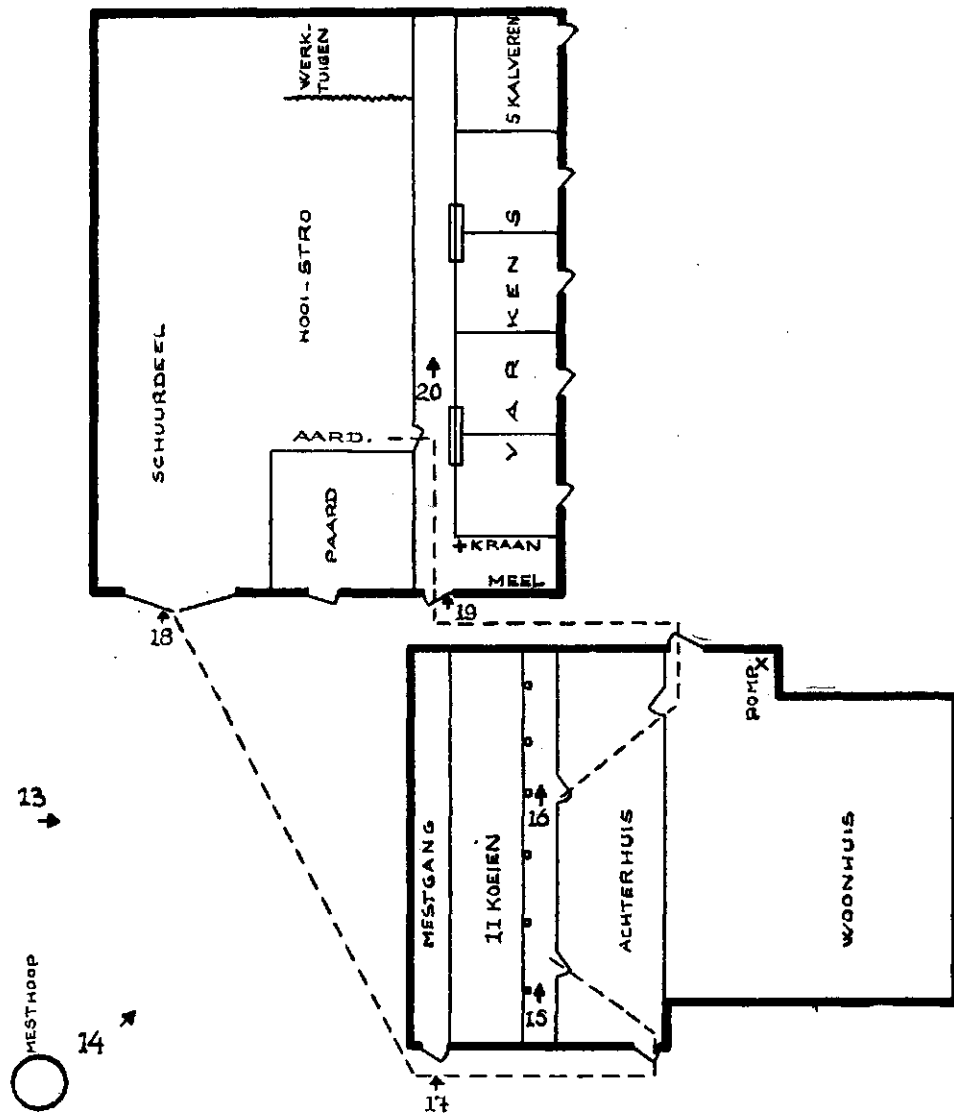 WERK-
TUIGEN
5 KALVEREN
HOOI-STRO
VARKENS
SCHUURDEEL
20
AARD.
PAARD
KRAAN
MEEL
18
19
POMP
13
16
MESTGANG
11 KOEIEN
ACHTERHUIS
WOONHUIS
MESTHOOP
14
15
17